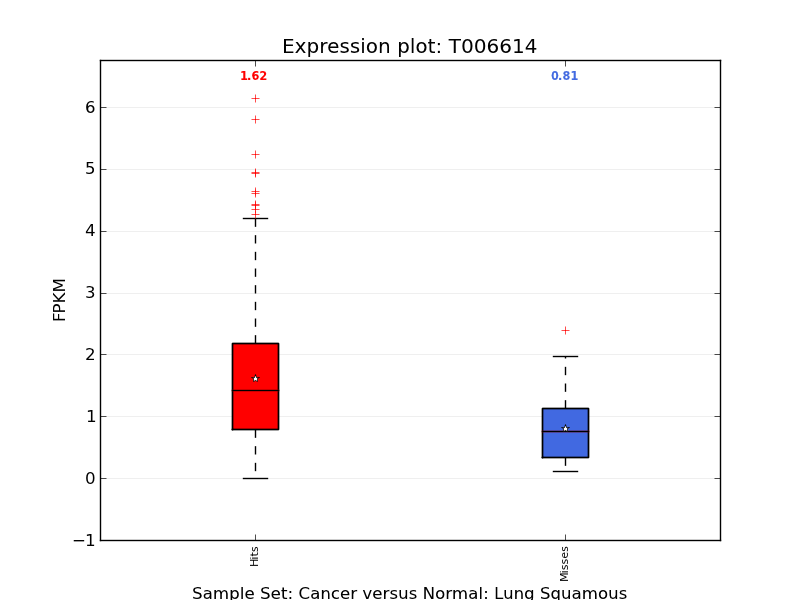 Expression plot: T006614
1.62 0.81
6
5
4
3
2
1
0
−1
FPKM
Hits Misses
Sample Set: Cancer versus Normal: Lung Squamous